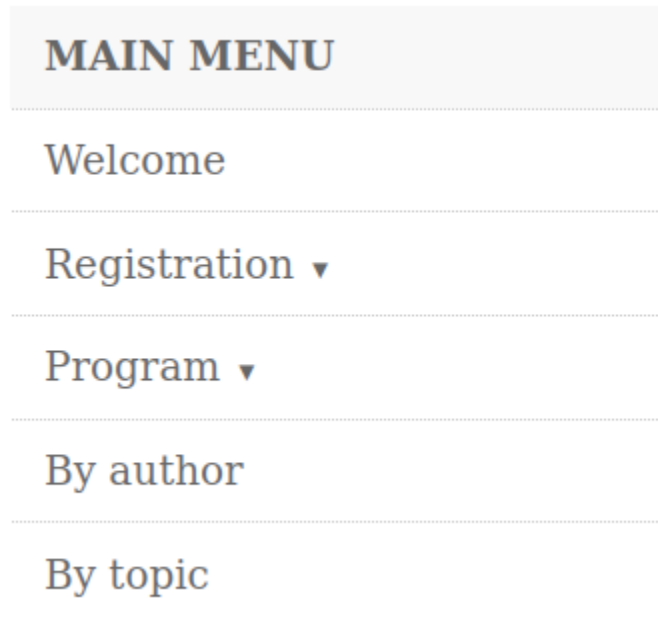 MAIN MENU
Welcome
Registration ▼
Program ▼
By author
By topic